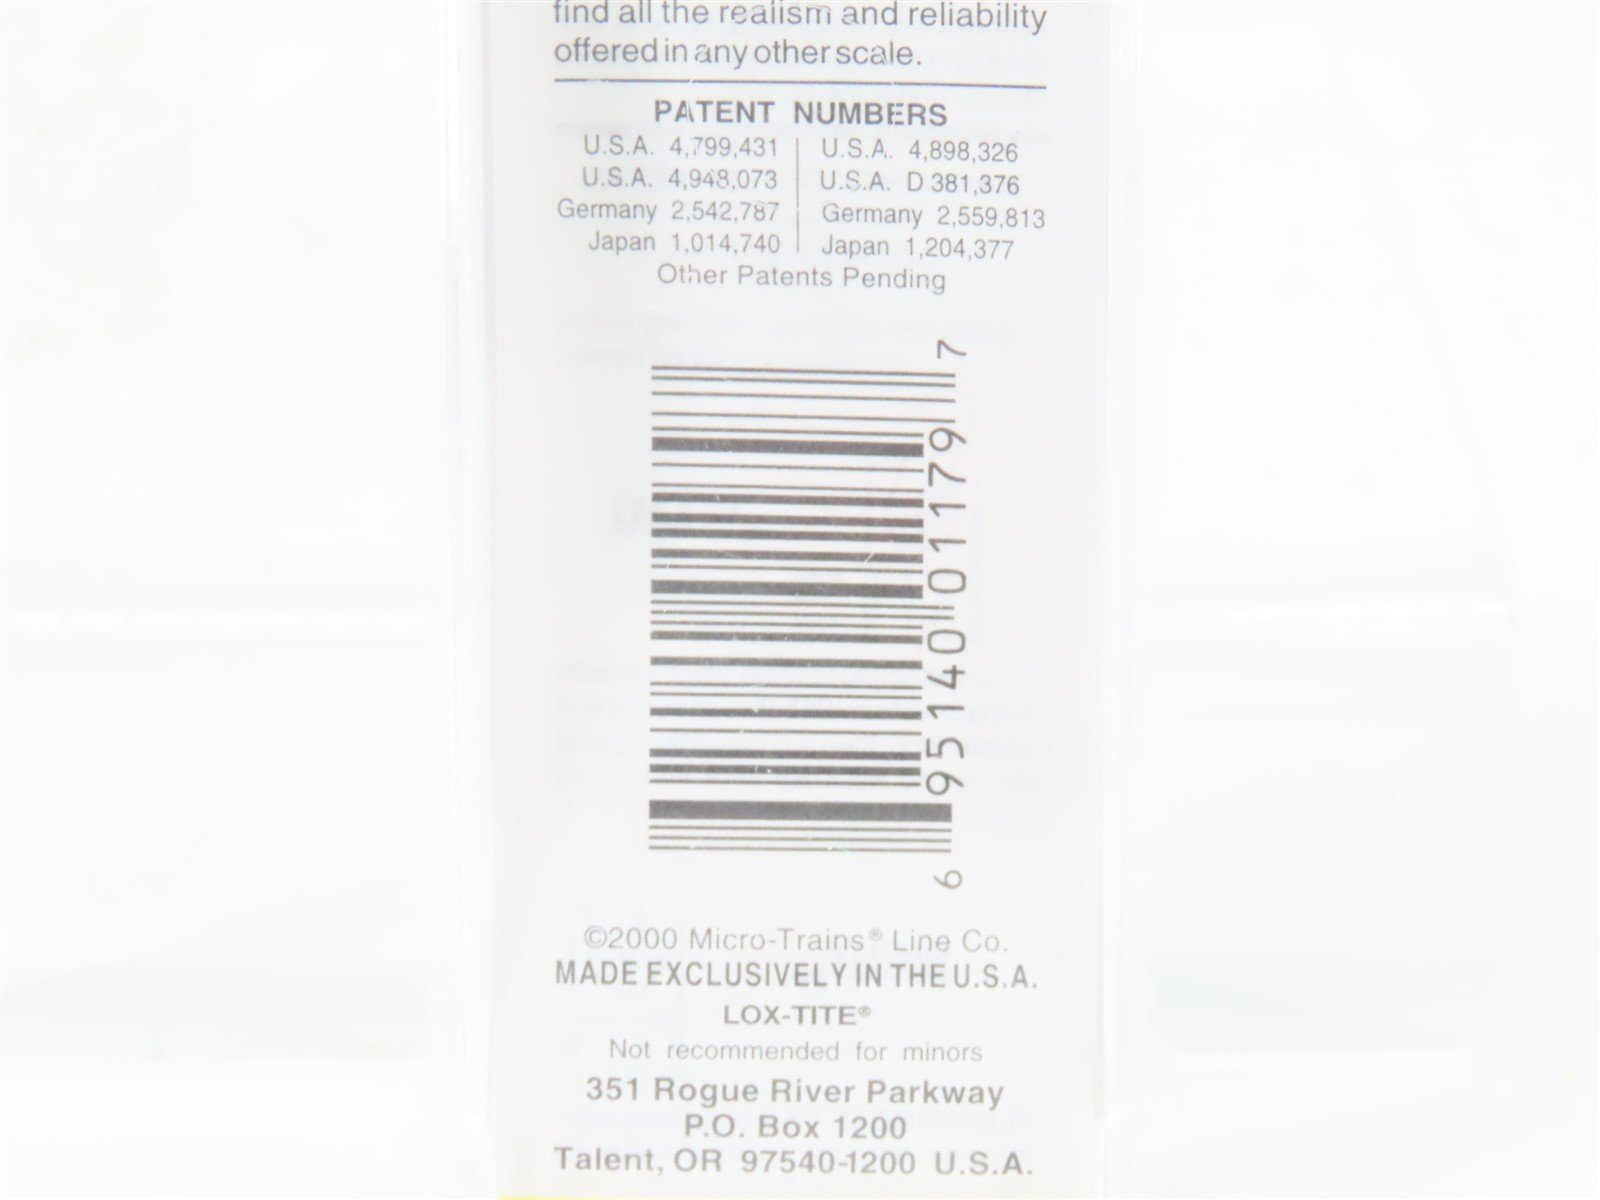 find all the realism and reliability
offered in any other scale.
PATENT NUMBERS
U.S.A. 4,799,431 U.S.A. 4,898,326
U.S.A. 4,948,073 U.S.A. D 381,376
Germany 2,542,787 Germany 2,559,813
Japan 1,014,740 Japan 1,204,377
Other Patents Pending
6 95140 01179 7
©2000 Micro-Trains® Line Co.
MADE EXCLUSIVELY IN THE U.S.A.
LOX-TITE®
Not recommended for minors
351 Rogue River Parkway
P.O. Box 1200
Talent, OR 97540-1200 U.S.A.